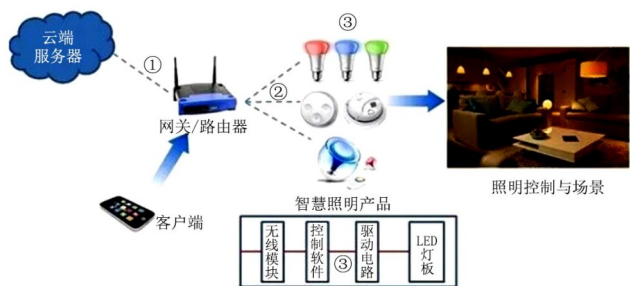 云端
服务器
①
③
②
网关/路由器
客户端
智慧照明产品
照明控制与场景
无线模块
控制软件
③
驱动电路
LED
灯板